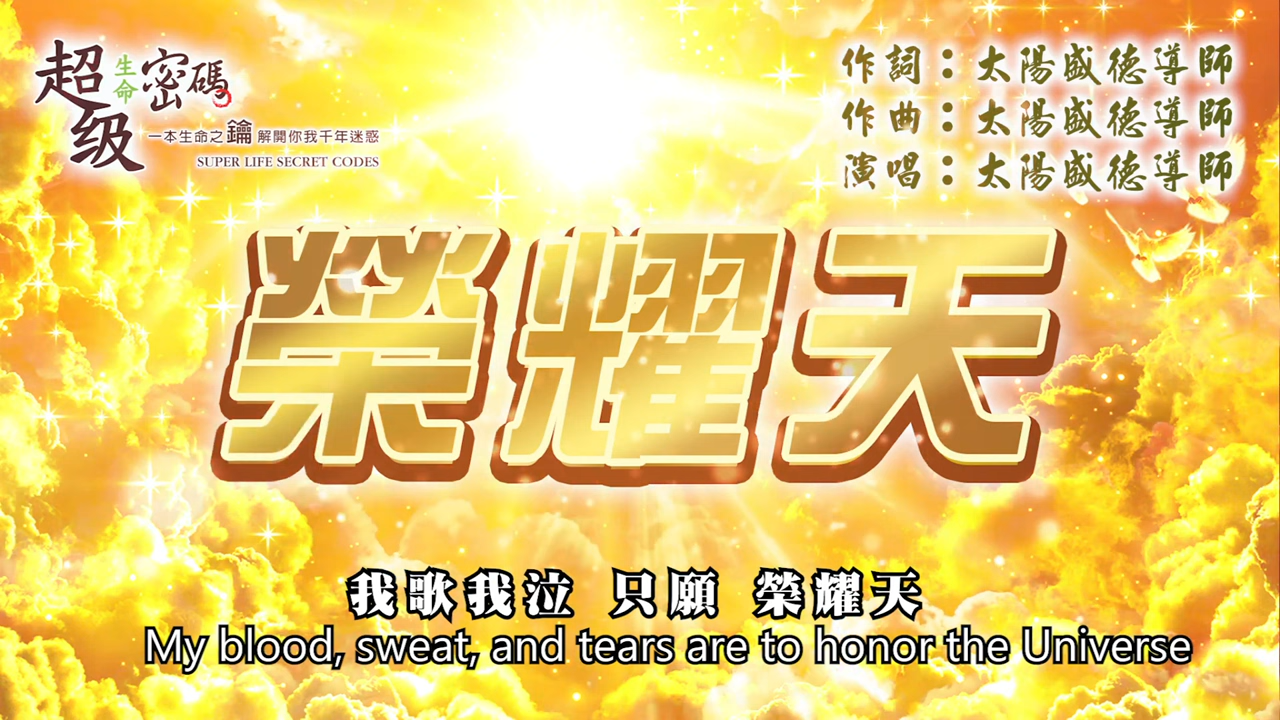 超级生命密碼
一本生命之鑰解開你我千年迷惑
SUPER LIFE SECRET CODES
作詞：太陽盛德導師
作曲：太陽盛德導師
演唱：太陽盛德導師
榮耀天
我歌我泣 只願 榮耀天
My blood, sweat, and tears are to honor the Universe